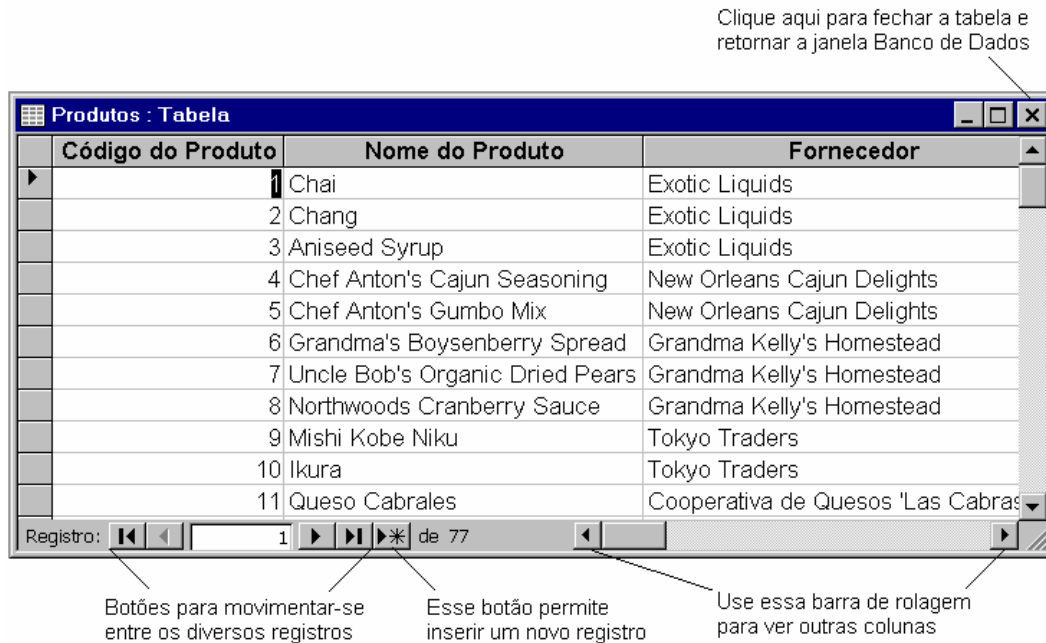 Clique aqui para fechar a tabela e
retornar a janela Banco de Dados
Produtos : Tabela
Código do Produto Nome do Produto Fornecedor
1 Chai Exotic Liquids
2 Chang Exotic Liquids
3 Aniseed Syrup Exotic Liquids
4 Chef Anton's Cajun Seasoning New Orleans Cajun Delights
5 Chef Anton's Gumbo Mix New Orleans Cajun Delights
6 Grandma's Boysenberry Spread Grandma Kelly's Homestead
7 Uncle Bob's Organic Dried Pears Grandma Kelly's Homestead
8 Northwoods Cranberry Sauce Grandma Kelly's Homestead
9 Mishi Kobe Niku Tokyo Traders
10 Ikura Tokyo Traders
11 Queso Cabrales Cooperativa de Quesos 'Las Cabras
Registro: 1 de 77
Botões para movimentar-se
entre os diversos registros
Esse botão permite
inserir um novo registro
Use essa barra de rolagem
para ver outras colunas